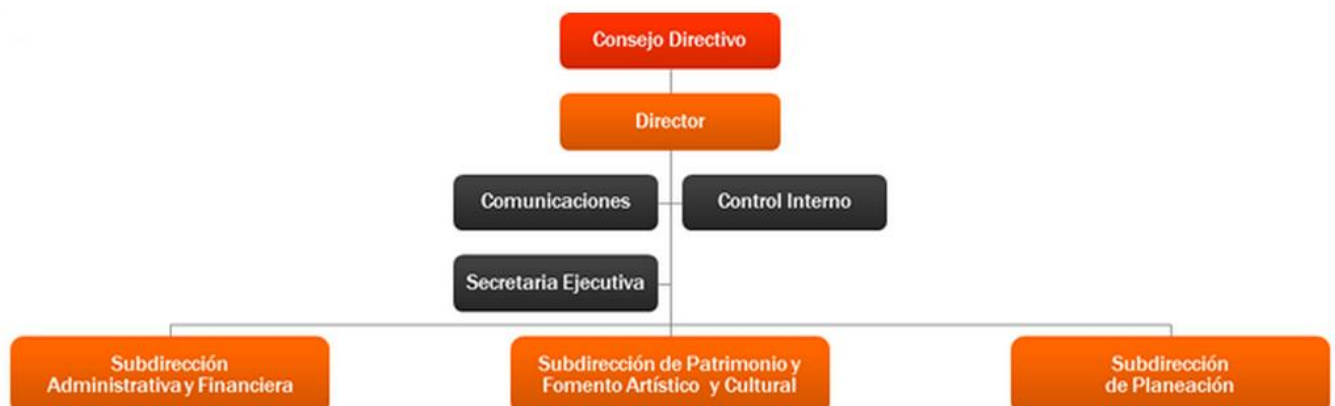 Consejo Directivo
Director
Comunicaciones
Control Interno
Secretaria Ejecutiva
Subdirección
Administrativa y Financiera
Subdirección de Patrimonio y
Fomento Artístico y Cultural
Subdirección
de Planeación